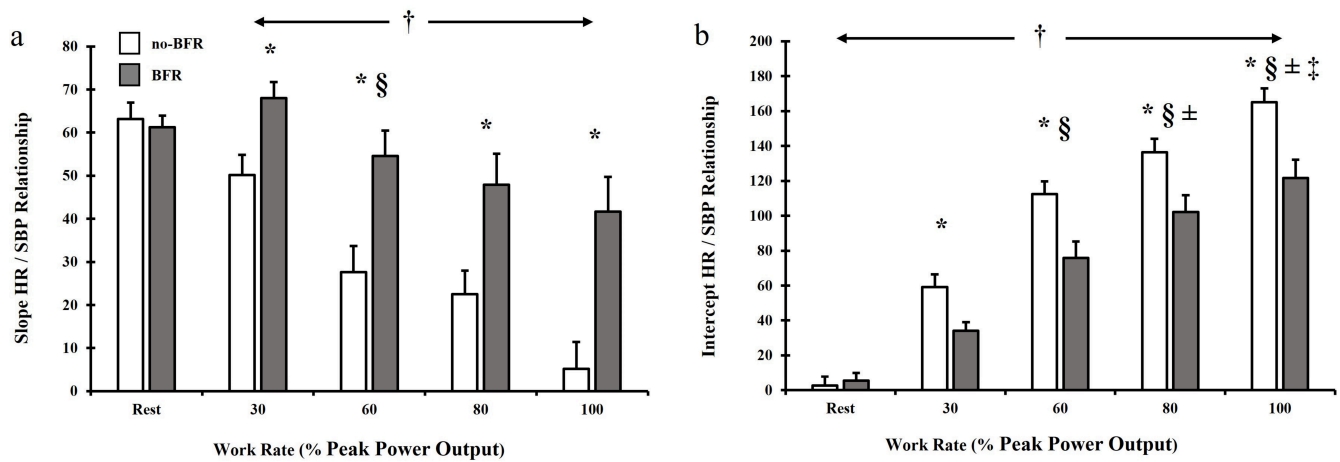 a
†
80
70
60
50
40
30
20
10
0
no-BFR
BFR
*
* §
*
*
Slope HR / SBP Relationship
Rest 30 60 80 100
Work Rate (% Peak Power Output)
b
†
200
180
160
140
120
100
80
60
40
20
0
*
* §
* § ±
* § ± ‡
Intercept HR / SBP Relationship
Rest 30 60 80 100
Work Rate (% Peak Power Output)